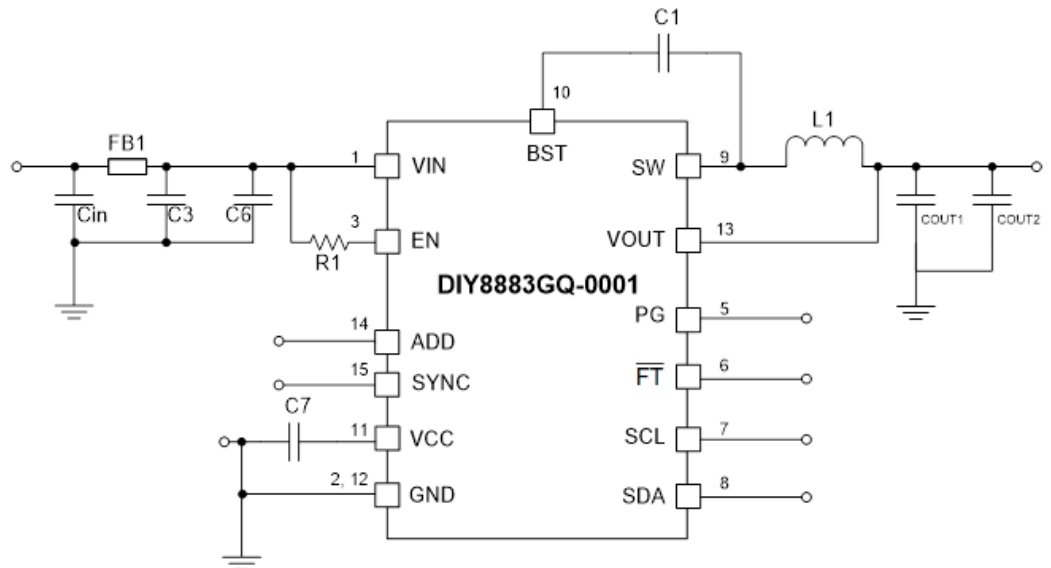 C1
10
BST
FB1
L1
1
VIN
SW
9
Cin
C3
C6
COUT1
COUT2
3
EN
R1
VOUT
13
DIY8883GQ-0001
PG
5
14
ADD
FT
6
15
SYNC
C7
11
VCC
SCL
7
2, 12
GND
SDA
8